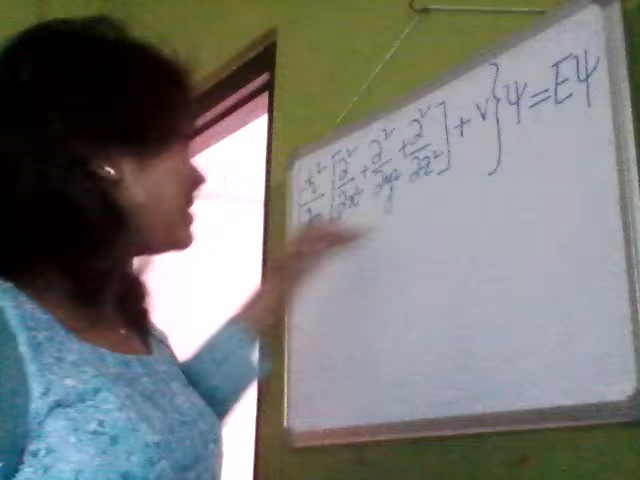 {-ħ²/2m [∂²/∂x² + ∂²/∂y² + ∂²/∂z²] + V} ψ = Eψ